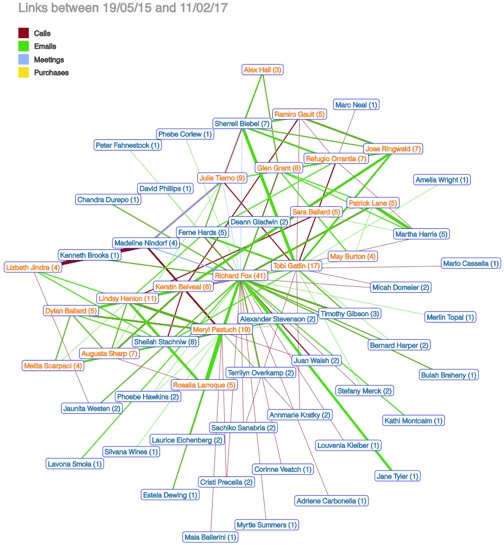 Links between 19/05/15 and 11/02/17
Calls
Emails
Meetings
Purchases
Alex Hall (3)
Marc Neal (1)
Ramiro Gault (5)
Sherrell Biebel (7)
Phebe Corlew (1)
Peter Fahnestock (1)
Jose Ringwald (7)
Refugio Orrantia (7)
Glen Grant (8)
Julie Tierno (9)
Amelia Wright (1)
David Phillips (1)
Chandra Durepo (1)
Patrick Lane (5)
Sara Ballard (5)
Deann Gladwin (2)
Ferne Hards (5)
Martha Harris (5)
Madeline Nindorf (4)
Kenneth Brooks (1)
May Burton (4)
Mario Cassella (1)
Lizbeth Jindra (4)
Tobi Gatlin (17)
Richard Fox (41)
Kerstin Belveal (6)
Micah Domeier (2)
Lindsy Henion (11)
Dylan Ballard (5)
Timothy Gibson (3)
Merlin Topal (1)
Alexander Stevenson (2)
Meryl Pastuch (19)
Sheilah Stachniw (8)
Bernard Harper (2)
Augusta Sharp (7)
Melita Scarpaci (4)
Juan Walsh (2)
Terrilyn Overkamp (2)
Bulah Breheny (1)
Rosalia Larroque (5)
Stefany Merck (2)
Phoebe Hawkins (2)
Jaunita Westen (2)
Annmarie Kratky (2)
Kathi Montcalm (1)
Sachiko Sanabria (1)
Laurice Eichenberg (2)
Louvenia Kleiber (1)
Silvana Wines (1)
Lavona Smola (1)
Corinne Veatch (1)
Jane Tyler (1)
Cristi Precella (2)
Estela Dewing (1)
Adriene Carbonella (1)
Myrtie Summers (1)
Maia Ballerini (1)